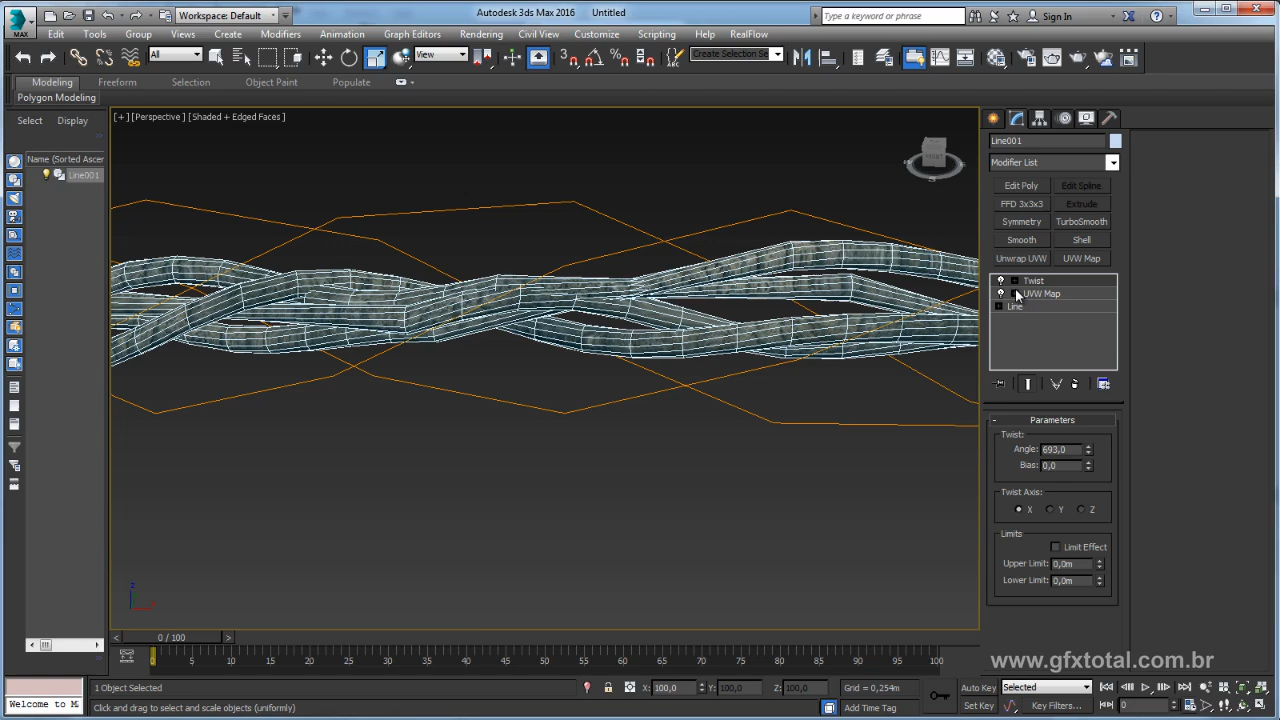 Workspace: Default
Autodesk 3ds Max 2016
Untitled
Type a keyword or phrase
Sign In
MAX
Edit
Tools
Group
Views
Create
Modifiers
Animation
Graph Editors
Rendering
Civil View
Customize
Scripting
Help
RealFlow
All
View
Create Selection Se
Modeling
Freeform
Selection
Object Paint
Populate
Polygon Modeling
Select
Display
Name (Sorted Ascen
Line001
[+] [Perspective] [Shaded + Edged Faces]
FRONT
Line001
Modifier List
Edit Poly
Edit Spline
FFD 3x3x3
Extrude
Symmetry
TurboSmooth
Smooth
Shell
Unwrap UVW
UVW Map
Twist
UVW Map
Line
Parameters
Twist:
Angle: 693,0
Bias: 0,0
Twist Axis:
X
Y
Z
Limits
Limit Effect
Upper Limit: 0,0m
Lower Limit: 0,0m
0 / 100
0 5 10 15 20 25 30 35 40 45 50 55 60 65 70 75 80 85 90 95 100
www.gfxtotal.com.br
1 Object Selected
X: 100,0
Y: 100,0
Z: 100,0
Grid = 0,254m
Auto Key
Selected
Welcome to M
Click and drag to select and scale objects (uniformly)
Add Time Tag
Set Key
Key Filters...
0